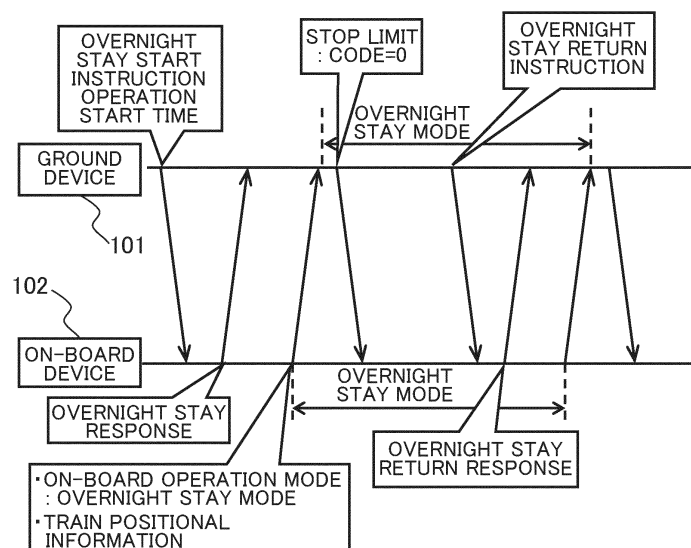 OVERNIGHT
STAY START
INSTRUCTION
OPERATION
START TIME
STOP LIMIT
: CODE=0
OVERNIGHT
STAY RETURN
INSTRUCTION
OVERNIGHT
STAY MODE
GROUND
DEVICE
101
102
ON-BOARD
DEVICE
OVERNIGHT
STAY MODE
OVERNIGHT STAY
RESPONSE
OVERNIGHT STAY
RETURN RESPONSE
・ON-BOARD OPERATION MODE
: OVERNIGHT STAY MODE
・TRAIN POSITIONAL
INFORMATION